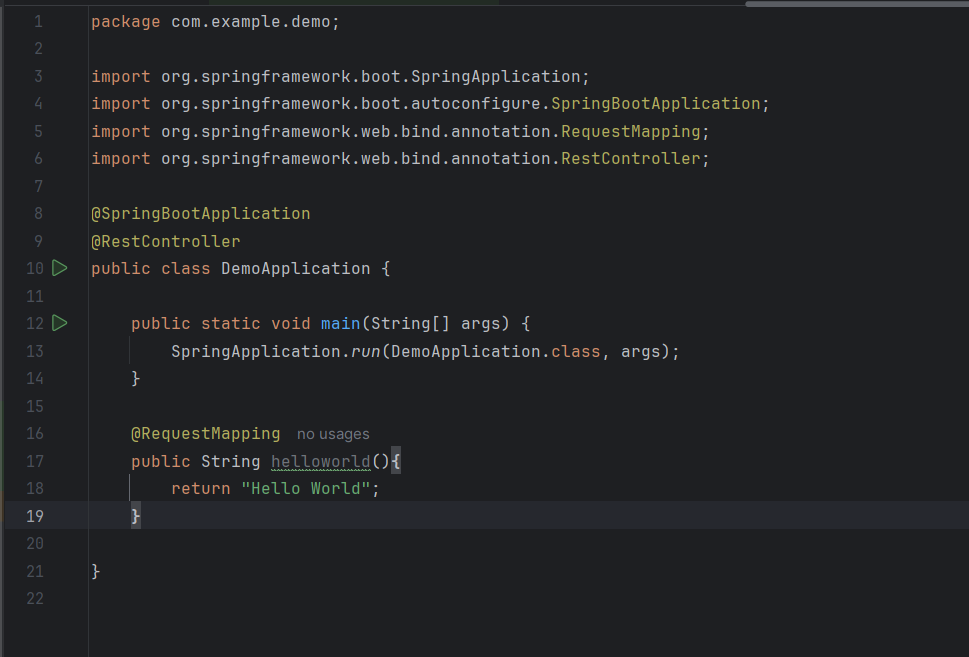 1 package com.example.demo;
2
3 import org.springframework.boot.SpringApplication;
4 import org.springframework.boot.autoconfigure.SpringBootApplication;
5 import org.springframework.web.bind.annotation.RequestMapping;
6 import org.springframework.web.bind.annotation.RestController;
7
8 @SpringBootApplication
9 @RestController
10 public class DemoApplication {
11
12     public static void main(String[] args) {
13         SpringApplication.run(DemoApplication.class, args);
14     }
15
16     @RequestMapping no usages
17     public String helloworld(){
18         return "Hello World";
19     }
20
21 }
22